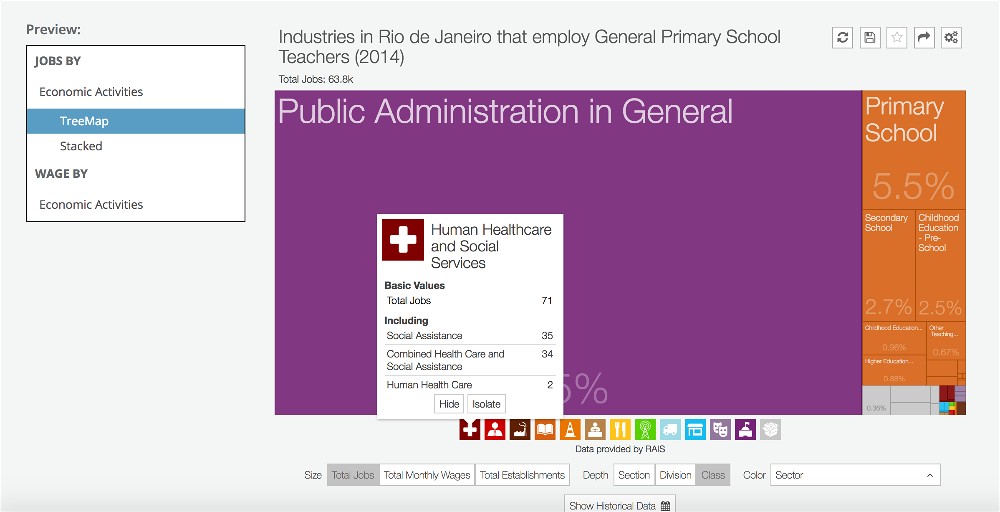 Preview:
JOBS BY
Economic Activities
TreeMap
Stacked
WAGE BY
Economic Activities
Industries in Rio de Janeiro that employ General Primary School
Teachers (2014)
Total Jobs: 63.8k
Public Administration in General
Primary
School
5.5%
Secondary
School
2.7%
Childhood
Education
- Pre-
School
2.5%
Childhood Education...
0.96%
Other
Teaching...
0.67%
Higher Education...
0.88%
0.36%
5%
Human Healthcare
and Social
Services
Basic Values
Total Jobs 71
Including
Social Assistance 35
Combined Health Care and 34
Social Assistance
Human Health Care 2
Hide Isolate
Data provided by RAIS
Size Total Jobs Total Monthly Wages Total Establishments Depth Section Division Class Color Sector
Show Historical Data